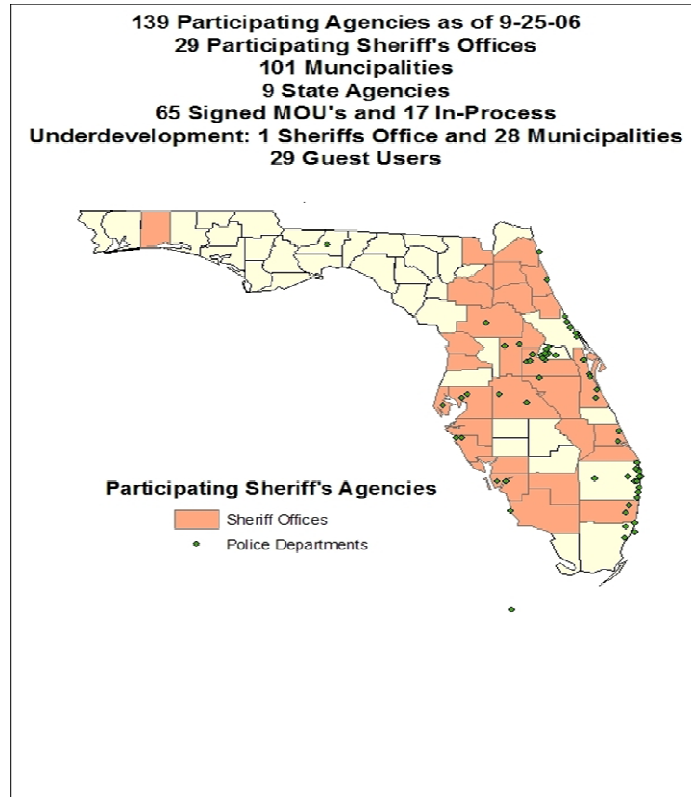 139 Participating Agencies as of 9-25-06
29 Participating Sheriff's Offices
101 Muncipalities
9 State Agencies
65 Signed MOU's and 17 In-Process
Underdevelopment: 1 Sheriffs Office and 28 Municipalities
29 Guest Users
Participating Sheriff's Agencies
Sheriff Offices
Police Departments